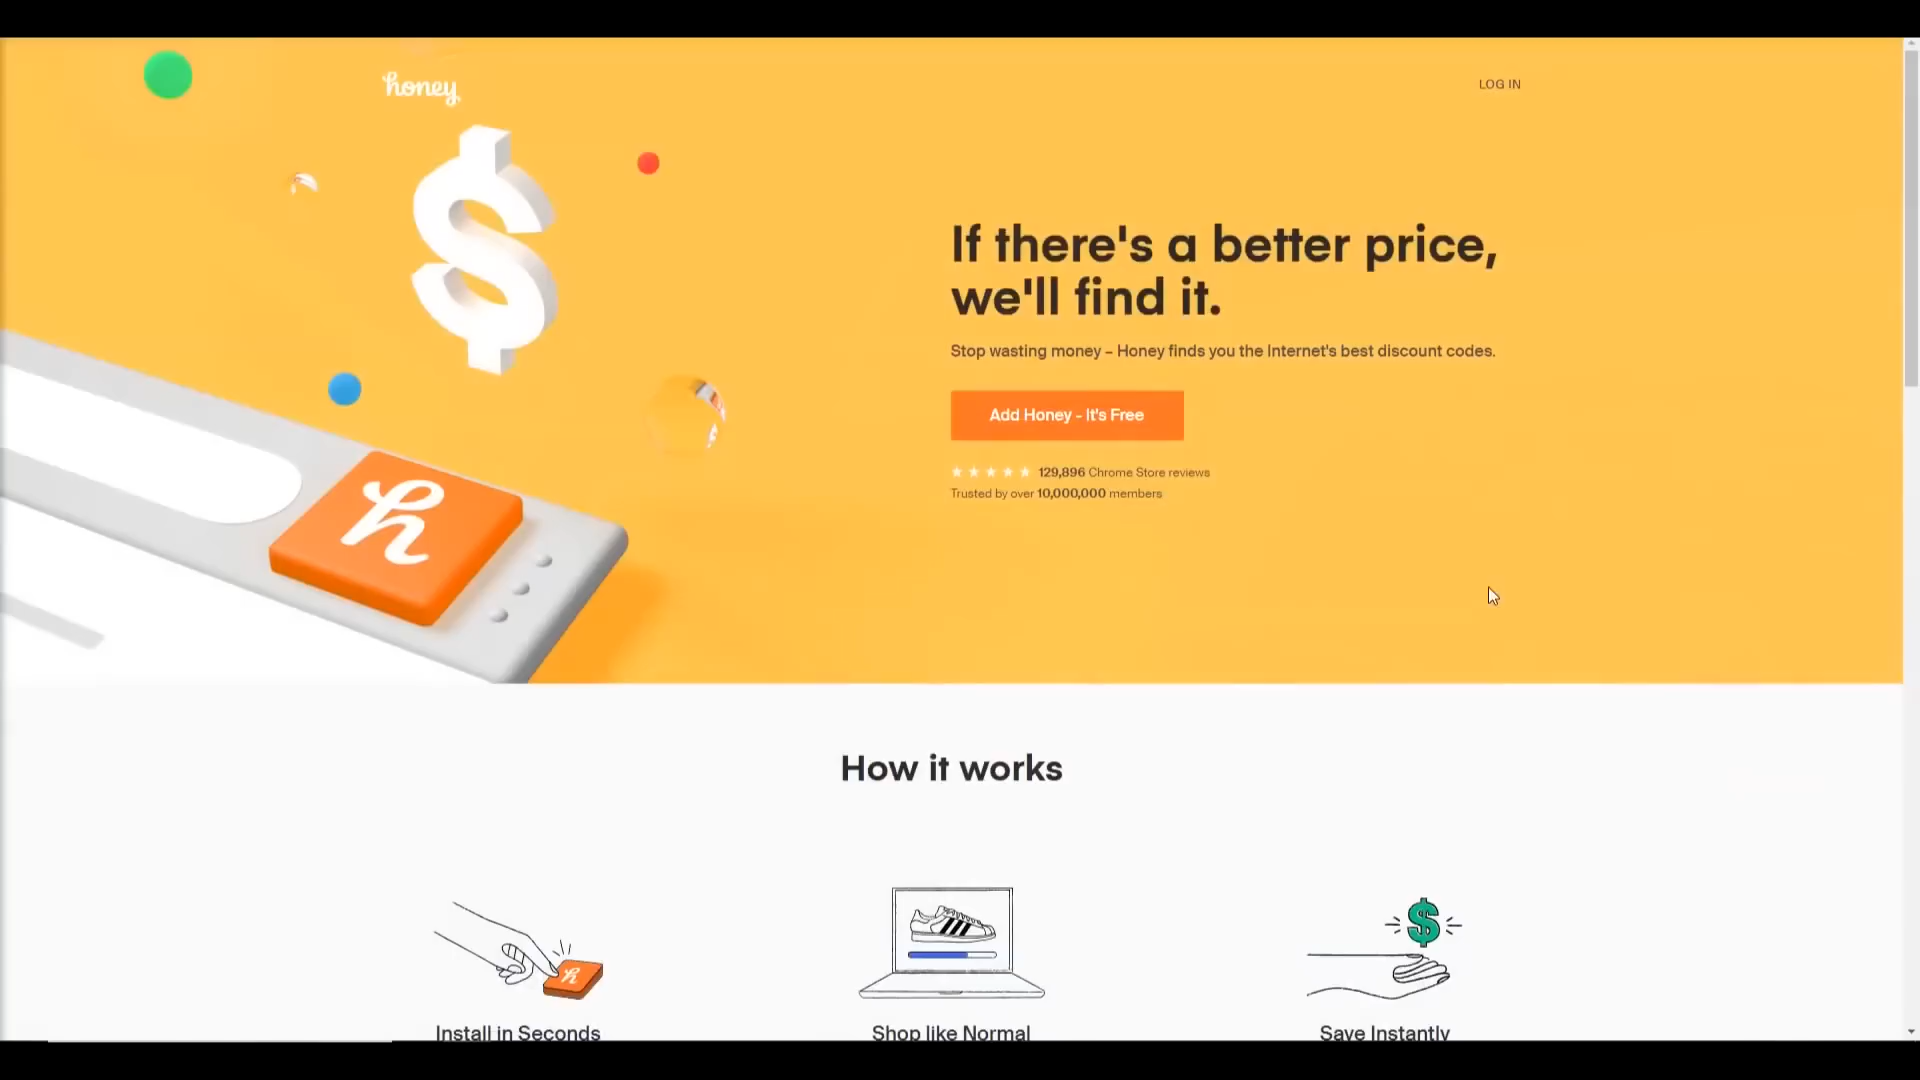 honey
LOG IN
If there's a better price,
we'll find it.
Stop wasting money – Honey finds you the Internet's best discount codes.
Add Honey - It's Free
129,896 Chrome Store reviews
Trusted by over 10,000,000 members
h
How it works
h
Install in Seconds
Shop like Normal
Save Instantly